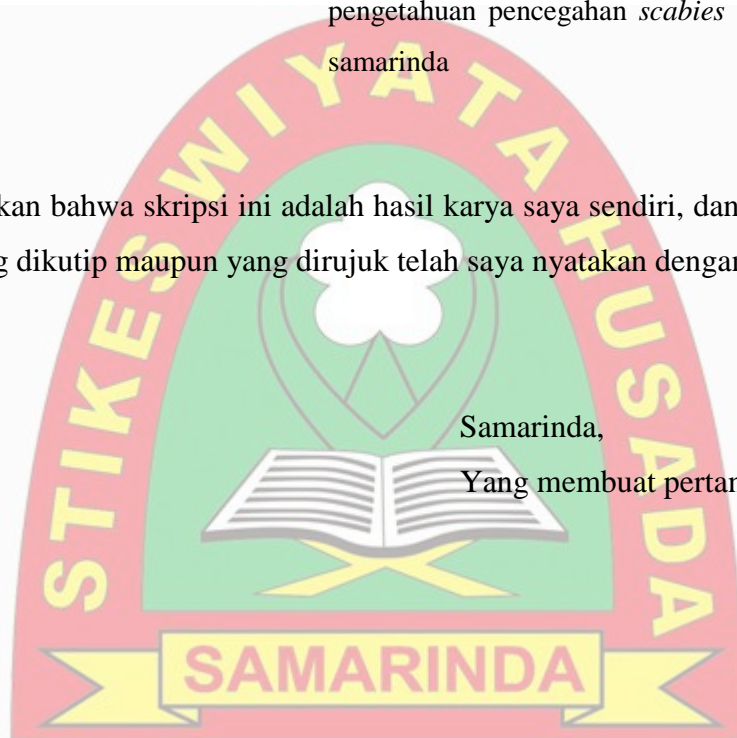 pengetahuan pencegahan scabies
samarinda
kan bahwa skripsi ini adalah hasil karya saya sendiri, dan
dikutip maupun yang dirujuk telah saya nyatakan dengan
Samarinda,
Yang membuat
STIKES WIYATA HUSADA
SAMARINDA